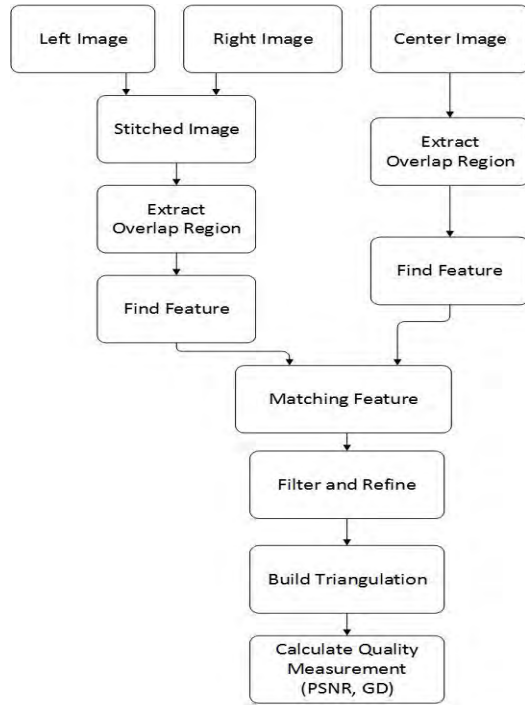 Left Image
Right Image
Center Image
Stitched Image
Extract
Overlap Region
Extract
Overlap Region
Find Feature
Find Feature
Matching Feature
Filter and Refine
Build Triangulation
Calculate Quality
Measurement
(PSNR, GD)